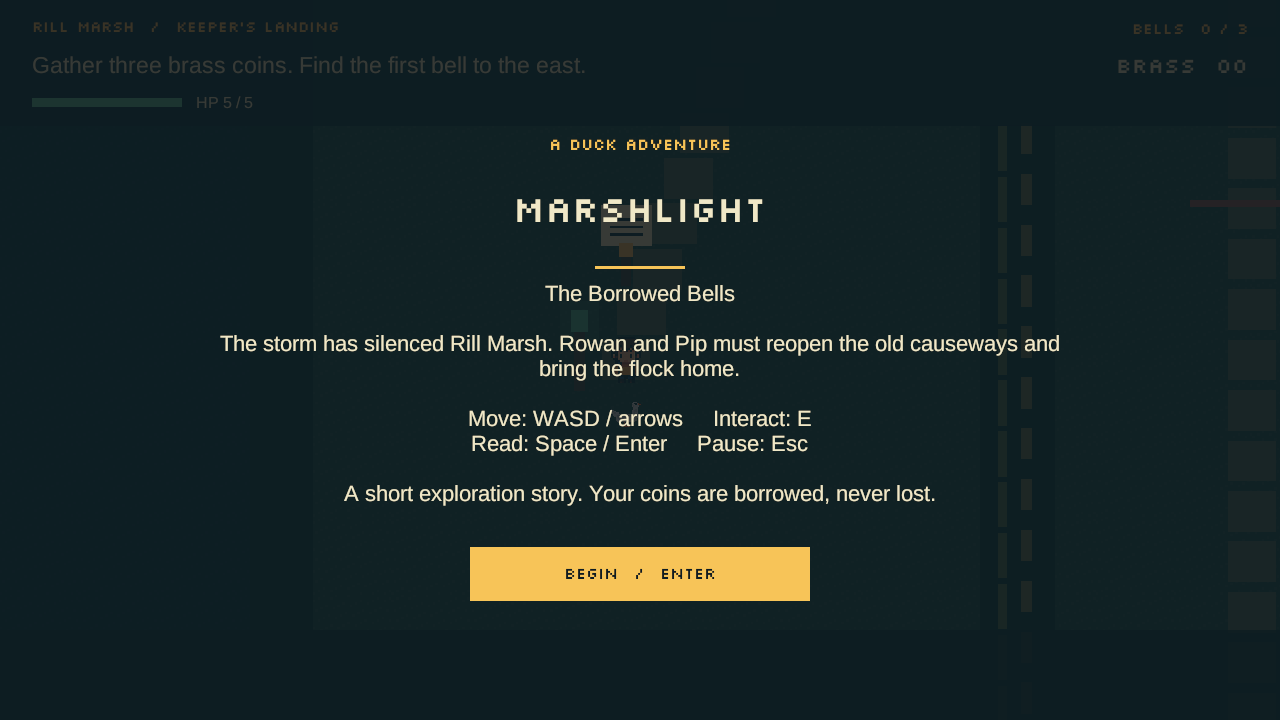 RILL MARSH / KEEPER'S LANDING
BELLS 0 / 3
Gather three brass coins. Find the first bell to the east.
BRASS 00
HP 5 / 5
A DUCK ADVENTURE
MARSHLIGHT
The Borrowed Bells
The storm has silenced Rill Marsh. Rowan and Pip must reopen the old causeways and
bring the flock home.
Move: WASD / arrows Interact: E
Read: Space / Enter Pause: Esc
A short exploration story. Your coins are borrowed, never lost.
BEGIN / ENTER